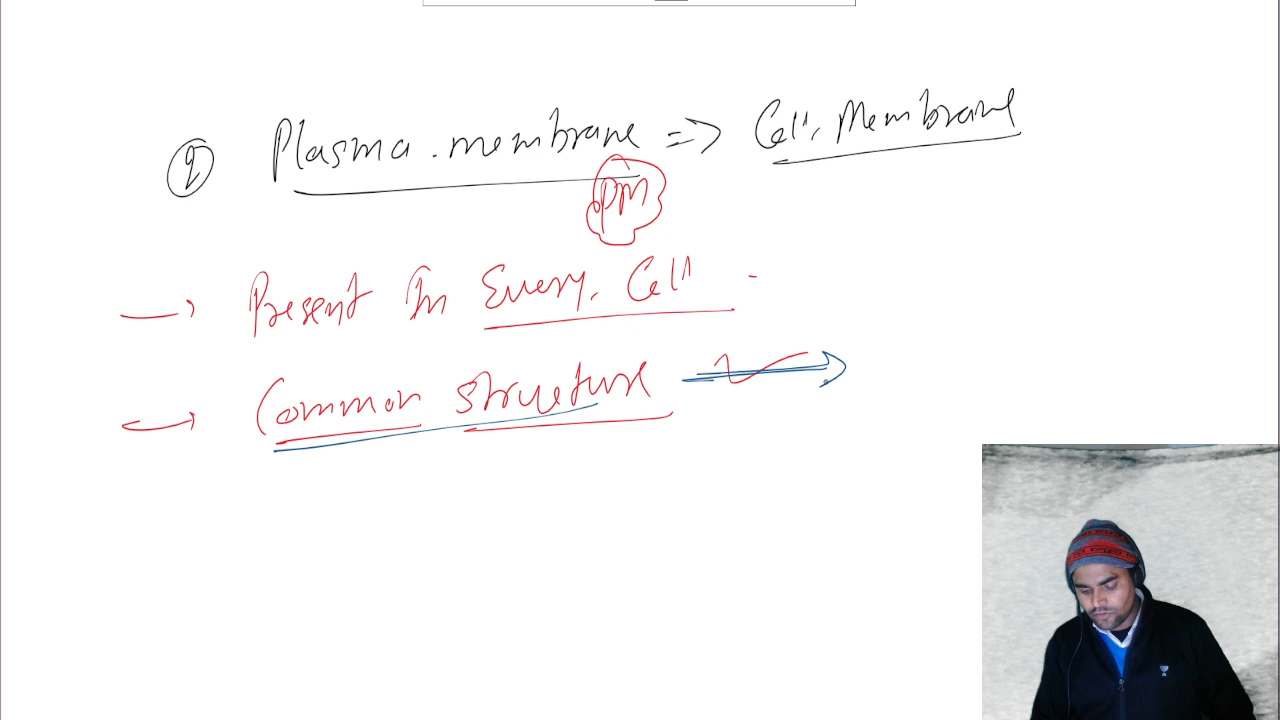 ② Plasma membrane => Cell Membrane
PM
→ Present In Every Cell
→ Common structure